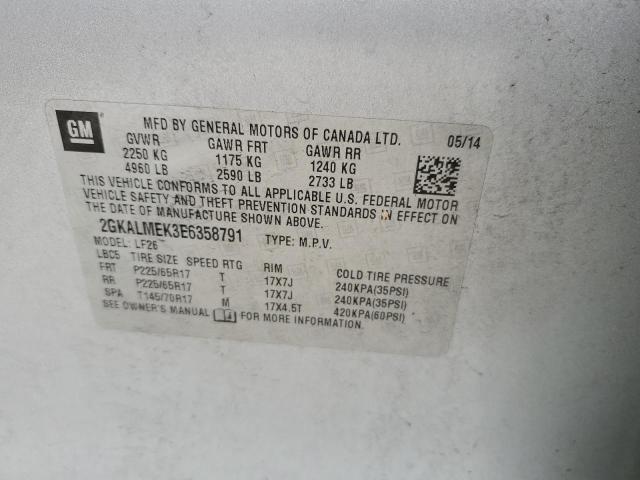 GM
MFD BY GENERAL MOTORS OF CANADA LTD. 05/14
GVWR GAWR FRT GAWR RR
2250 KG 1175 KG 1240 KG
4960 LB 2590 LB 2733 LB
THIS VEHICLE CONFORMS TO ALL APPLICABLE U.S. FEDERAL MOTOR
VEHICLE SAFETY AND THEFT PREVENTION STANDARDS IN EFFECT ON
THE DATE OF MANUFACTURE SHOWN ABOVE.
2GKALMEK3E6358791 TYPE: M.P.V.
MODEL: LF26
LBC5 TIRE SIZE SPEED RTG RIM COLD TIRE PRESSURE
FRT P225/65R17 T 17X7J 240KPA(35PSI)
RR P225/65R17 T 17X7J 240KPA(35PSI)
SPA T145/70R17 M 17X4.5T 420KPA(60PSI)
SEE OWNER'S MANUAL FOR MORE INFORMATION.